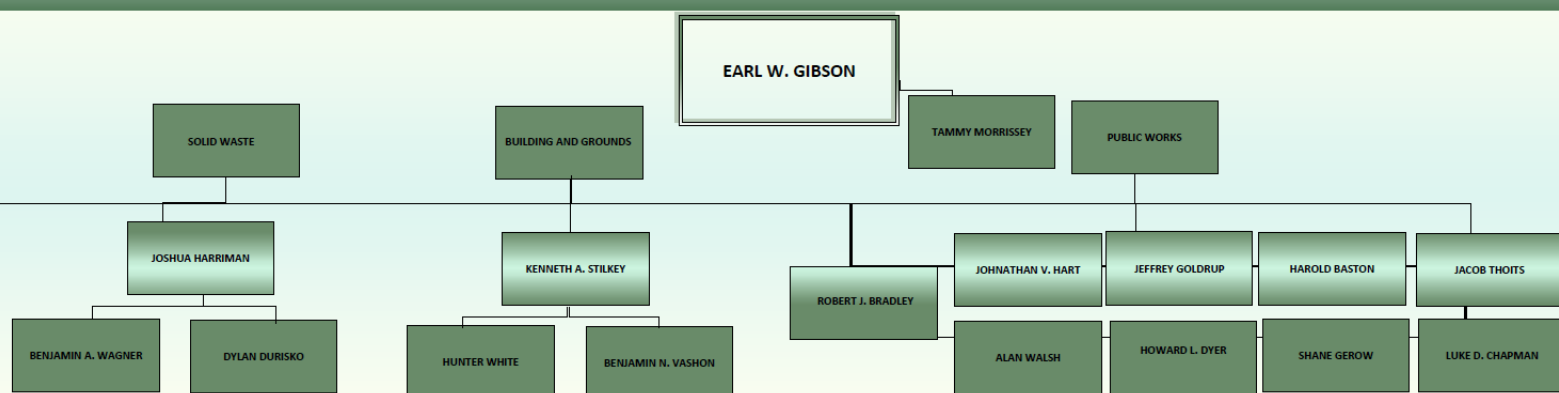 EARL W. GIBSON
SOLID WASTE
BUILDING AND GROUNDS
TAMMY MORRISSEY
PUBLIC WORKS
JOSHUA HARRIMAN
KENNETH A. STILKEY
ROBERT J. BRADLEY
JOHNATHAN V. HART
JEFFREY GOLDRUP
HAROLD BASTON
JACOB THOITS
BENJAMIN A. WAGNER
DYLAN DURISKO
HUNTER WHITE
BENJAMIN N. VASHON
ALAN WALSH
HOWARD L. DYER
SHANE GEROW
LUKE D. CHAPMAN